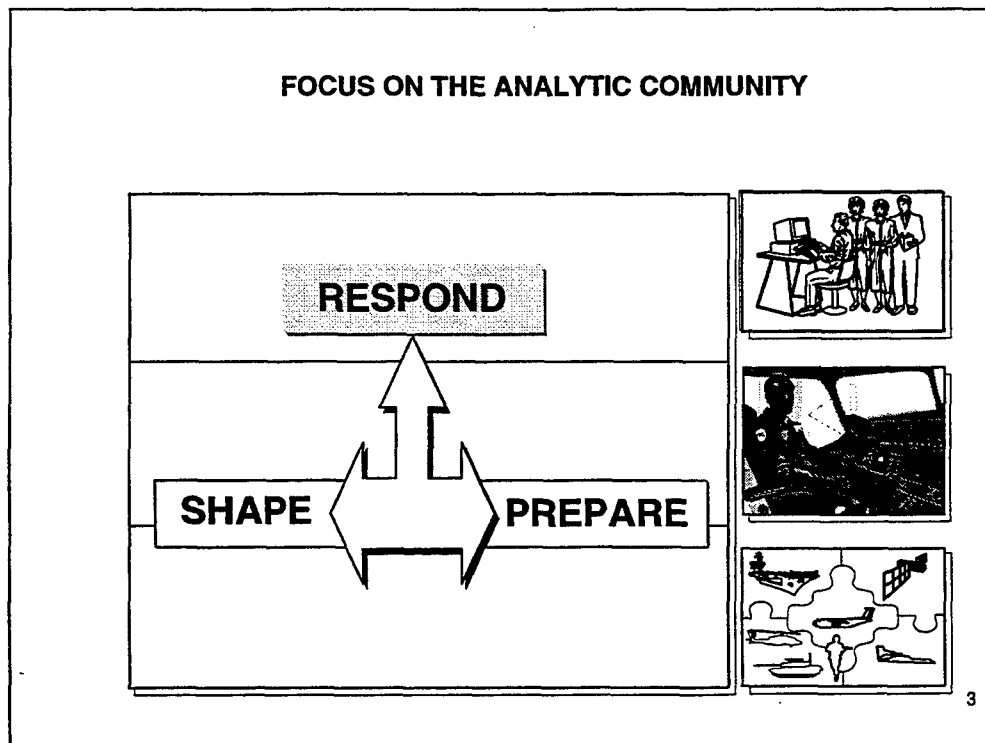 FOCUS ON THE ANALYTIC COMMUNITY
RESPOND
SHAPE
PREPARE
3